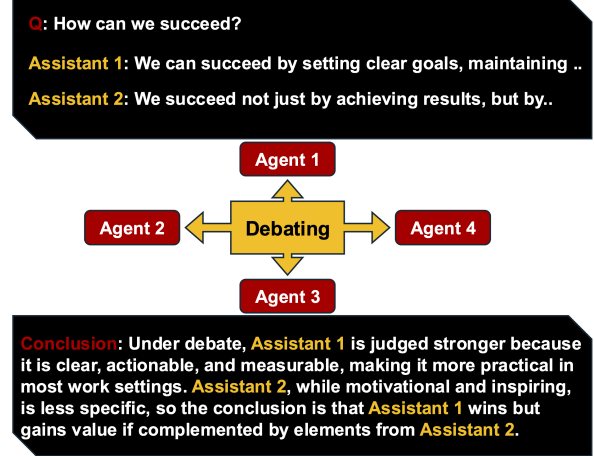 Q: How can we succeed?
Assistant 1: We can succeed by setting clear goals, maintaining ..
Assistant 2: We succeed not just by achieving results, but by..
Agent 1
Agent 2
Debating
Agent 4
Agent 3
Conclusion: Under debate, Assistant 1 is judged stronger because
it is clear, actionable, and measurable, making it more practical in
most work settings. Assistant 2, while motivational and inspiring,
is less specific, so the conclusion is that Assistant 1 wins but
gains value if complemented by elements from Assistant 2.